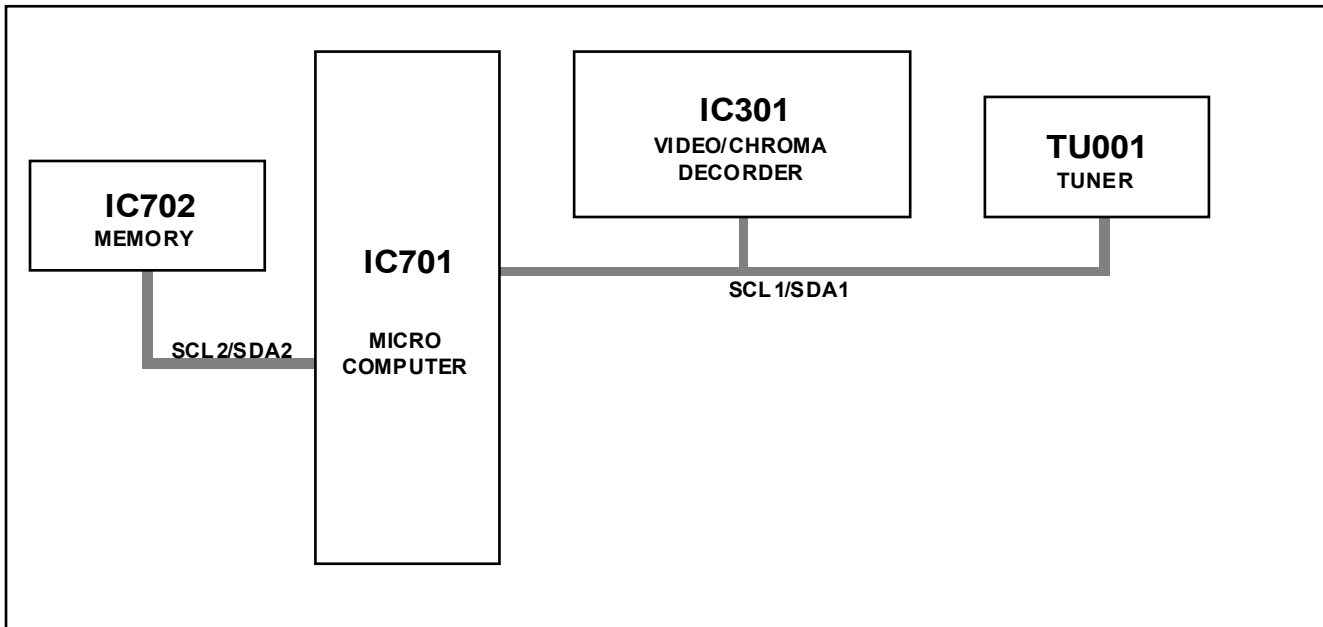 IC702
MEMORY
SCL2/SDA2
IC701
MICRO
COMPUTER
IC301
VIDEO/CHROMA
DECORDER
SCL1/SDA1
TU001
TUNER